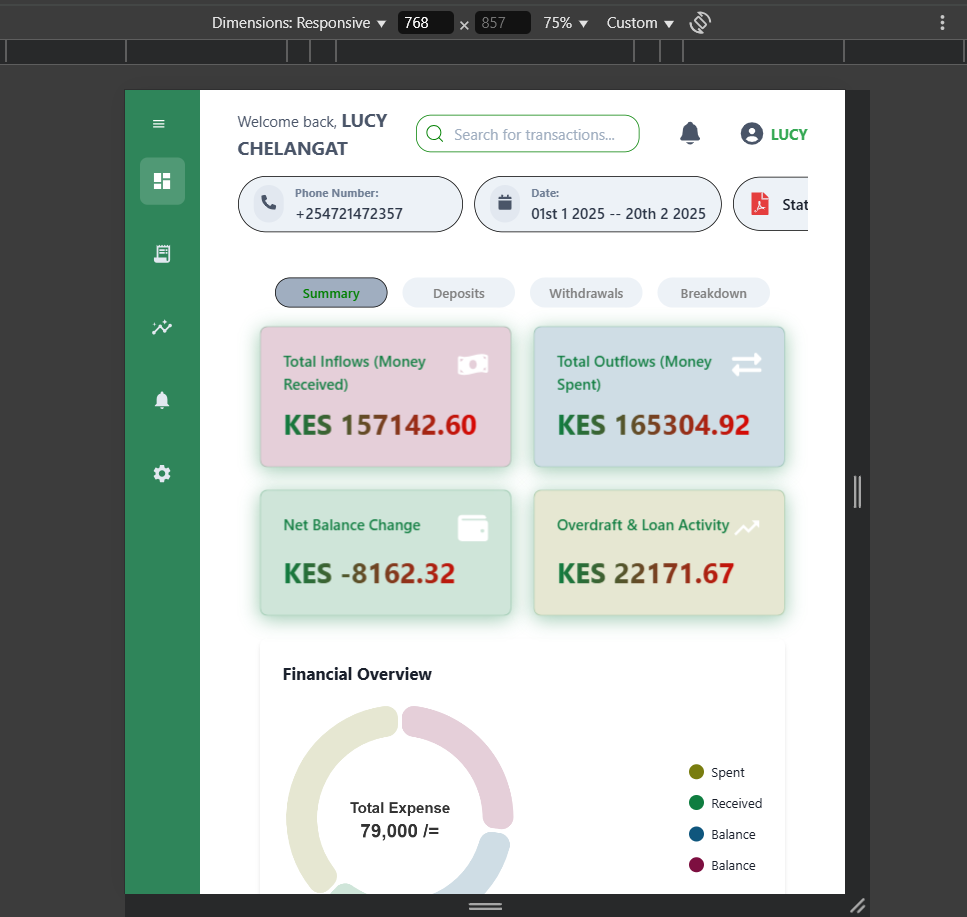 Dimensions: Responsive 768 × 857 75% Custom
Welcome back, LUCY
CHELANGAT
Search for transactions...
LUCY
Phone Number:
+254721472357
Date:
01st 1 2025 -- 20th 2 2025
Stat
Summary
Deposits
Withdrawals
Breakdown
Total Inflows (Money
Received)
KES 157142.60
Total Outflows (Money
Spent)
KES 165304.92
Net Balance Change
KES -8162.32
Overdraft & Loan Activity
KES 22171.67
Financial Overview
Total Expense
79,000 /=
Spent
Received
Balance
Balance